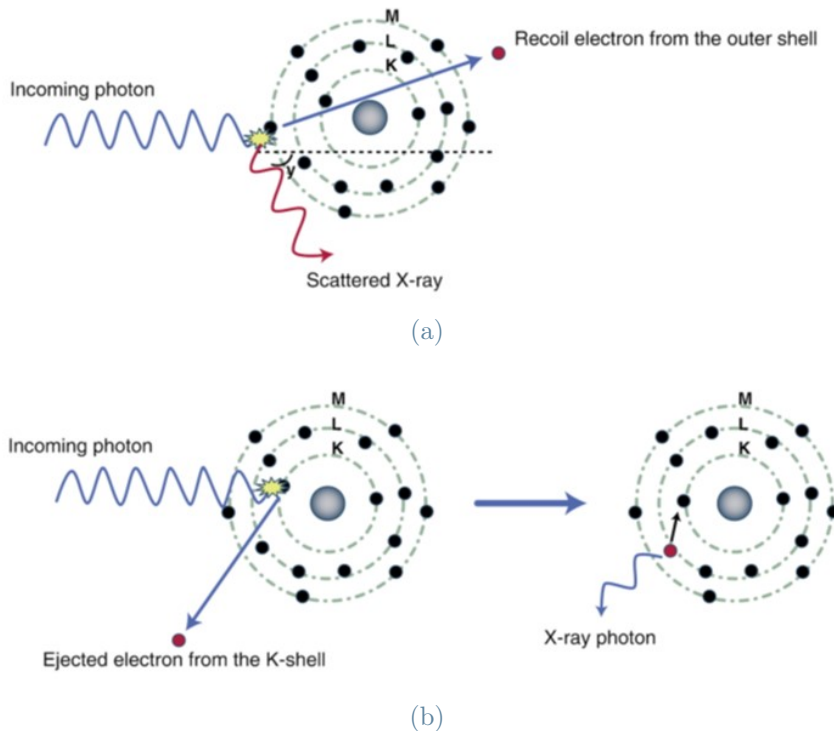 M
L
K
Recoil electron from the outer shell
Incoming photon
y
Scattered X-ray
(a)
M
L
K
Incoming photon
Ejected electron from the K-shell
M
L
K
X-ray photon
(b)